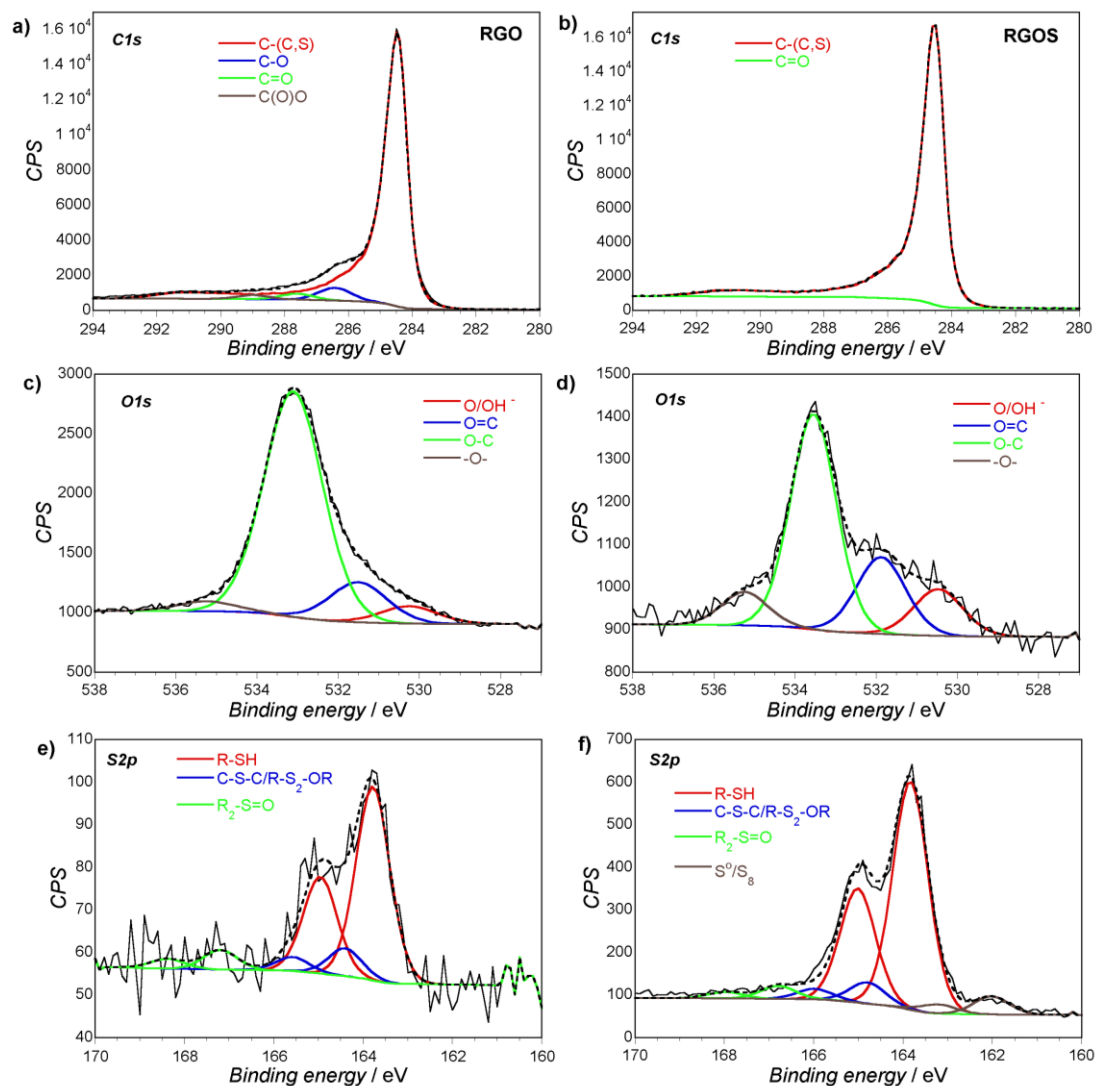 a)
C1s
RGO
C-(C,S)
C-O
C=O
C(O)O
1.6 10⁴
1.4 10⁴
1.2 10⁴
1 10⁴
8000
6000
4000
2000
0
CPS
294 292 290 288 286 284 282 280
Binding energy / eV
b)
C1s
RGOS
C-(C,S)
C=O
1.6 10⁴
1.4 10⁴
1.2 10⁴
1 10⁴
8000
6000
4000
2000
0
CPS
294 292 290 288 286 284 282 280
Binding energy / eV
c)
O1s
O/OH⁻
O=C
O-C
-O-
3000
2500
2000
1500
1000
500
CPS
538 536 534 532 530 528
Binding energy / eV
d)
O1s
O/OH⁻
O=C
O-C
-O-
1500
1400
1300
1200
1100
1000
900
800
CPS
538 536 534 532 530 528
Binding energy / eV
e)
S2p
R-SH
C-S-C/R-S₂-OR
R₂-S=O
110
100
90
80
70
60
50
40
CPS
170 168 166 164 162 160
Binding energy / eV
f)
S2p
R-SH
C-S-C/R-S₂-OR
R₂-S=O
Sᵒ/S₈
700
600
500
400
300
200
100
0
CPS
170 168 166 164 162 160
Binding energy / eV